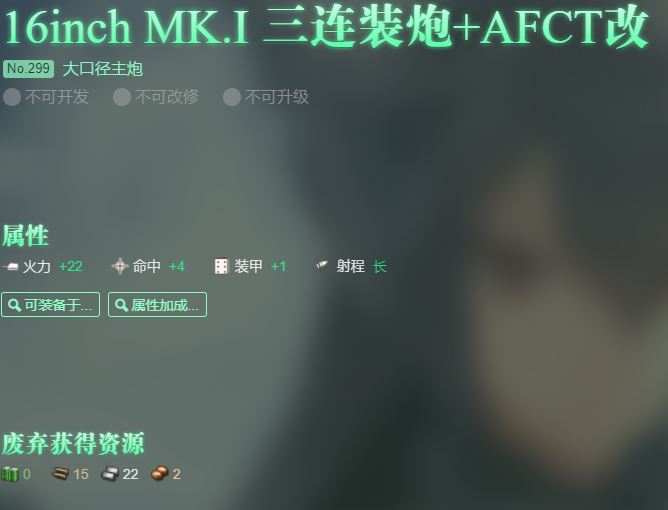 16inch MK.I 三连装炮+AFCT改
No.299 大口径主炮
不可开发 不可改修 不可升级
属性
火力 +22 命中 +4 装甲 +1 射程 长
可装备于... 属性加成...
废弃获得资源
0 15 22 2